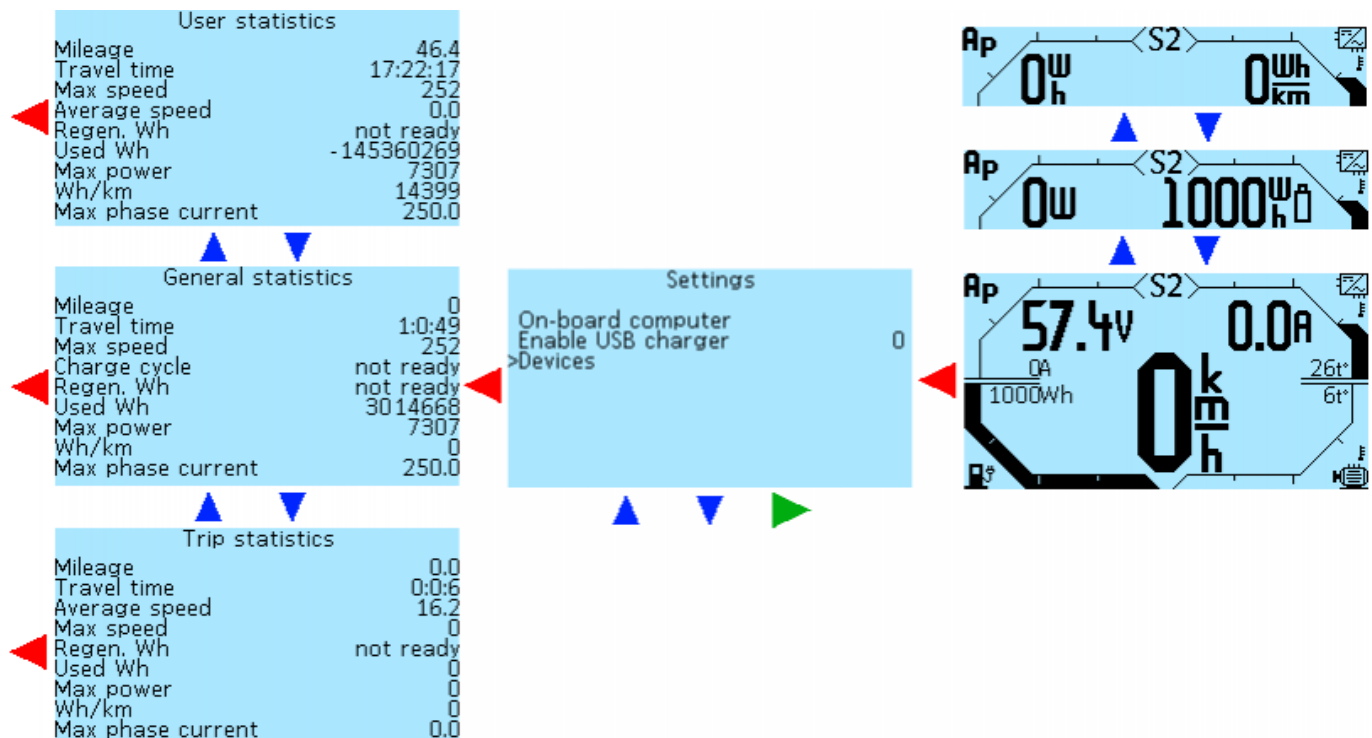 User statistics
Mileage 46.4
Travel time 17:22:17
Max speed 252
Average speed 0.0
Regen. Wh not ready
Used Wh -145360269
Max power 7307
Wh/km 14399
Max phase current 250.0
General statistics
Mileage 0
Travel time 1:0:49
Max speed 252
Charge cycle not ready
Regen. Wh not ready
Used Wh 3014668
Max power 7307
Wh/km 0
Max phase current 250.0
Trip statistics
Mileage 0.0
Travel time 0:0:6
Average speed 16.2
Max speed 0
Regen. Wh not ready
Used Wh 0
Max power 0
Wh/km 0
Max phase current 0.0
Settings
On-board computer
Enable USB charger 0
>Devices
Ap S2
0Wh 0Wh/km
Ap S2
0W 1000Wh
Ap S2
57.4V 0.0A
0A 26t°
1000Wh 6t°
0km/h